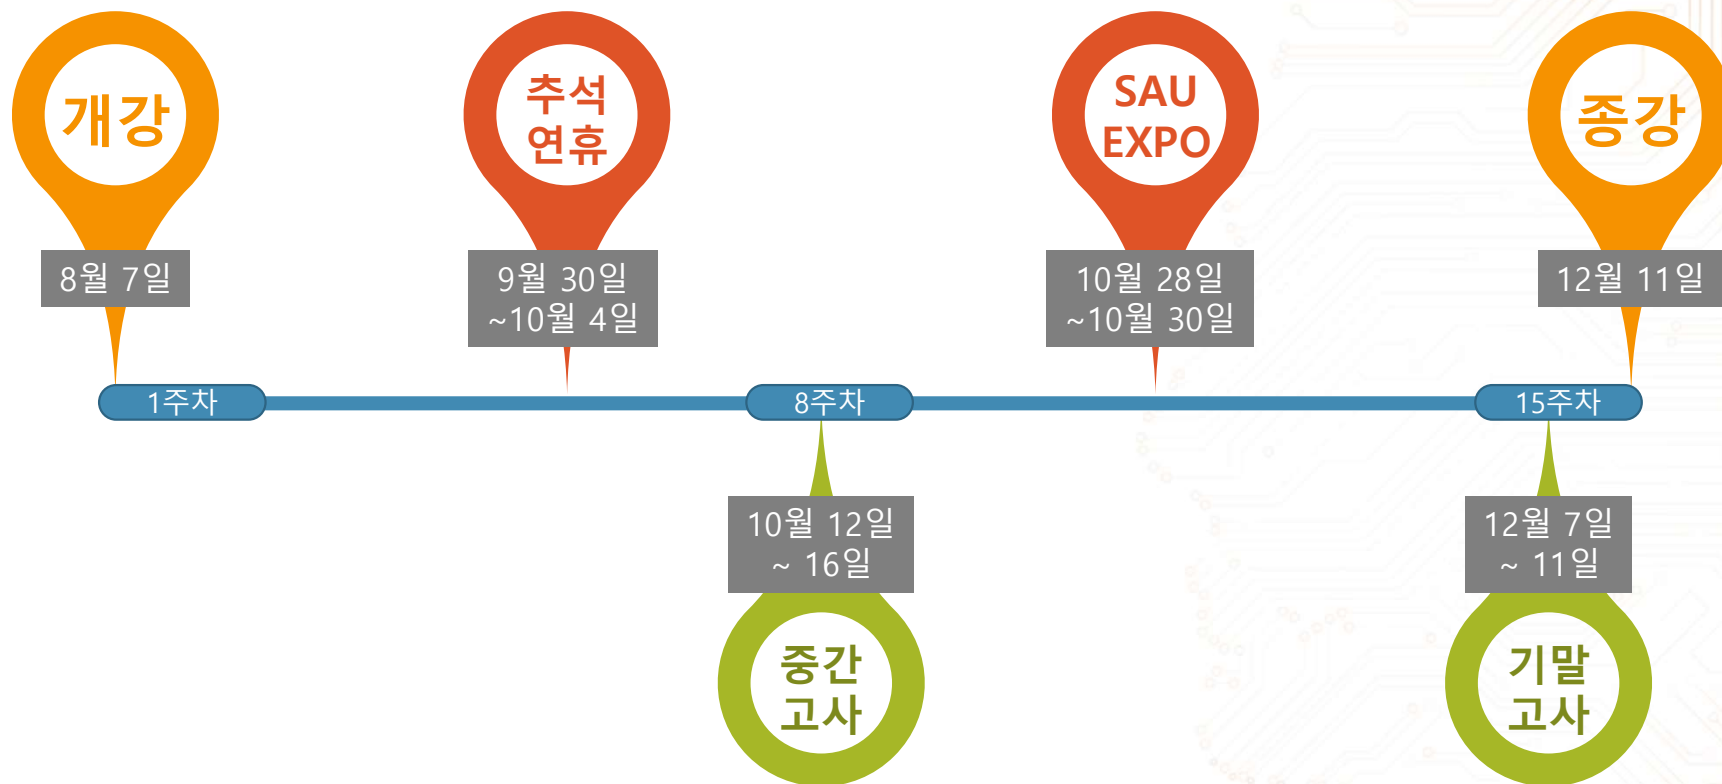 개강
추석
연휴
SAU
EXPO
종강
8월 7일
9월 30일
~10월 4일
10월 28일
~10월 30일
12월 11일
1주차
8주차
15주차
10월 12일
~ 16일
12월 7일
~ 11일
중간
고사
기말
고사